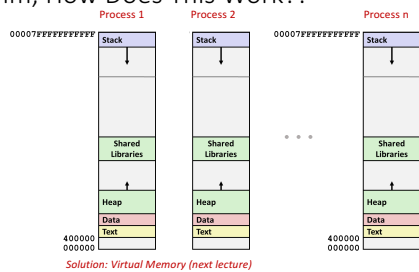 How Does This Work?!
Process 1
Process 2
Process n
00007FFFFFFFFFFF
00007FFFFFFFFFFF
Stack
Stack
Stack
Shared
Libraries
Shared
Libraries
Shared
Libraries
...
Heap
Heap
Heap
Data
Data
Data
Text
Text
Text
400000
000000
400000
000000
Solution: Virtual Memory (next lecture)